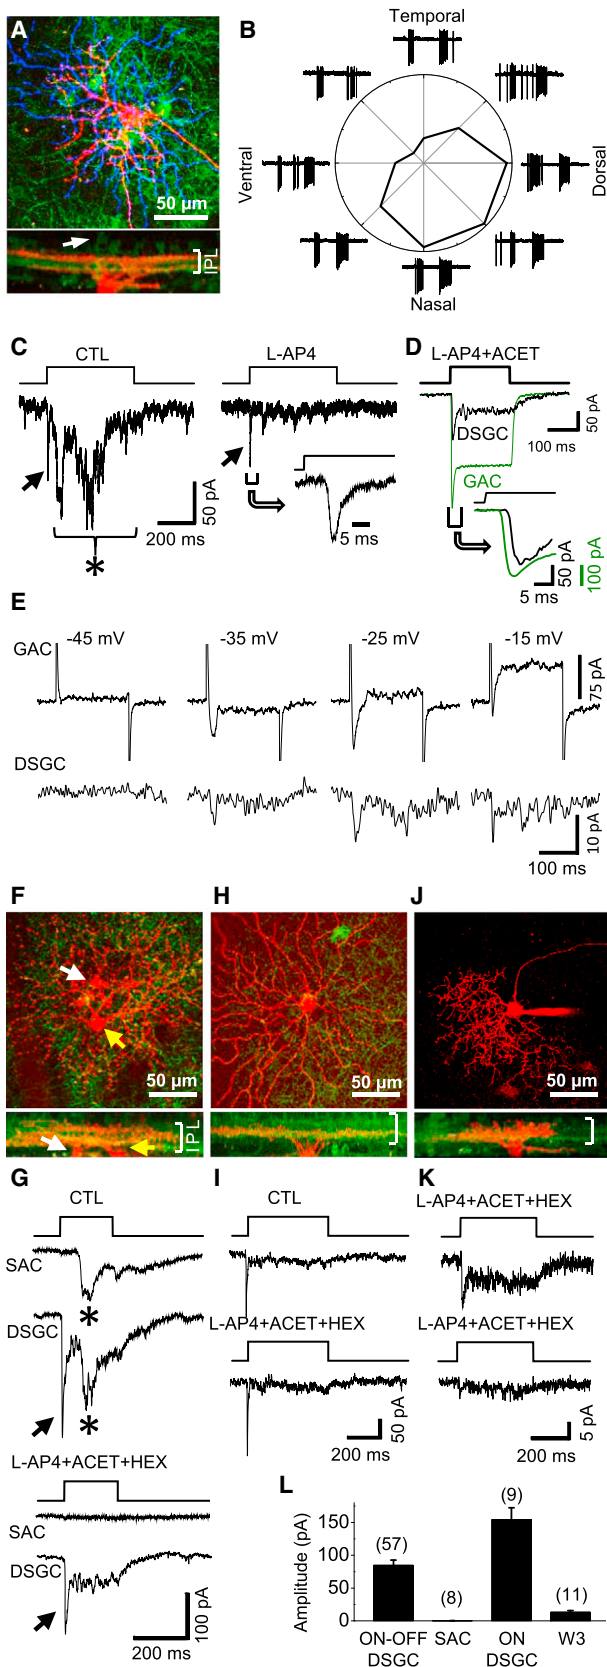 A
50 µm
IPL
B
Temporal
Ventral
Dorsal
Nasal
C
CTL
L-AP4
50 pA
200 ms
*
5 ms
D
L-AP4+ACET
DSGC
50 pA
100 ms
GAC
50 pA
100 pA
5 ms
E
GAC
-45 mV
-35 mV
-25 mV
-15 mV
75 pA
DSGC
10 pA
100 ms
F
50 µm
IPL
H
50 µm
J
50 µm
G
CTL
SAC
*
DSGC
*
L-AP4+ACET+HEX
SAC
DSGC
100 pA
200 ms
I
CTL
L-AP4+ACET+HEX
50 pA
200 ms
K
L-AP4+ACET+HEX
L-AP4+ACET+HEX
5 pA
200 ms
L
Amplitude (pA)
150
100
50
0
(57)
(8)
(9)
(11)
ON-OFF DSGC
SAC
ON DSGC
W3